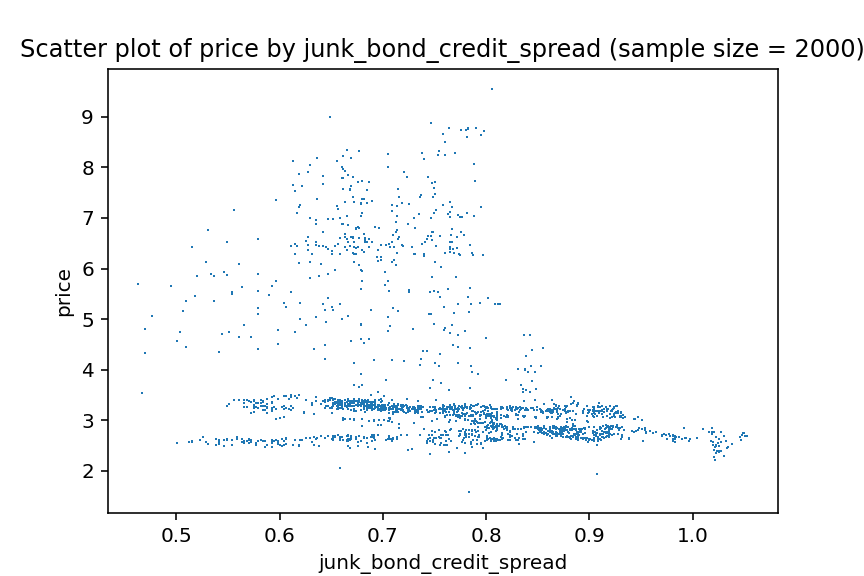 Scatter plot of price by junk_bond_credit_spread (sample size = 2000)
9
8
7
6
5
4
3
2
price
0.5 0.6 0.7 0.8 0.9 1.0
junk_bond_credit_spread